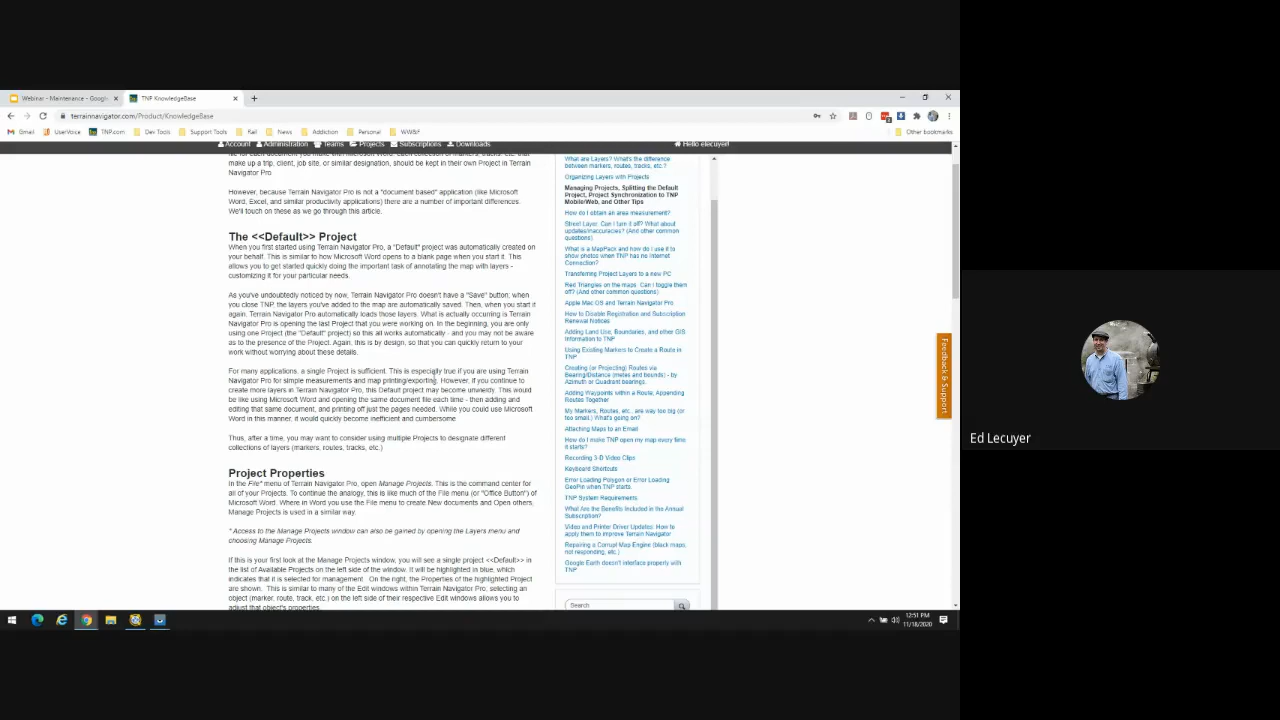 Webinar - Maintenance - Google
TNP KnowledgeBase
terrainnavigator.com/Product/KnowledgeBase
Gmail
UserVoice
TNP.com
Dev Tools
Support Tools
Rail
News
Addiction
Personal
WW&F
Other bookmarks
Account
Administration
Teams
Projects
Subscriptions
Downloads
Hello elecuyer!
make up a trip, client, job site, or similar designation, should be kept in their own Project in Terrain
Navigator Pro.
However, because Terrain Navigator Pro is not a "document based" application (like Microsoft
Word, Excel, and similar productivity applications) there are a number of important differences.
We'll touch on these as we go through this article.
The <<Default>> Project
When you first started using Terrain Navigator Pro, a "Default" project was automatically created on
your behalf. This is similar to how Microsoft Word opens to a blank page when you start it. This
allows you to get started quickly doing the important task of annotating the map with layers -
customizing it for your particular needs.
As you've undoubtedly noticed by now, Terrain Navigator Pro doesn't have a "Save" button; when
you close TNP, the layers you've added to the map are automatically saved. Then, when you start it
again, Terrain Navigator Pro automatically loads those layers. What is actually occurring is Terrain
Navigator Pro is opening the last Project that you were working on. In the beginning, you are only
using one Project (the "Default" project) so this all works automatically - and you may not be aware
as to the presence of the Project. Again, this is by design, so that you can quickly return to your
work without worrying about these details.
For many applications, a single Project is sufficient. This is especially true if you are using Terrain
Navigator Pro for simple measurements and map printing/exporting. However, if you continue to
create more layers in Terrain Navigator Pro, this Default project may become unwieldy. This would
be like using Microsoft Word and opening the same document file each time - then adding and
editing that same document, and printing off just the pages needed. While you could use Microsoft
Word in this manner, it would quickly become inefficient and cumbersome
Thus, after a time, you may want to consider using multiple Projects to designate different
collections of layers (markers, routes, tracks, etc.)
Project Properties
In the File* menu of Terrain Navigator Pro, open Manage Projects. This is the command center for
all of your Projects. To continue the analogy, this is like much of the File menu (or "Office Button") of
Microsoft Word. Where in Word you use the File menu to create New documents and Open others,
Manage Projects is used in a similar way.
* Access to the Manage Projects window can also be gained by opening the Layers menu and
choosing Manage Projects.
If this is your first look at the Manage Projects window, you will see a single project <<Default>> in
the list of Available Projects on the left side of the window. It will be highlighted in blue, which
indicates that it is selected for management. On the right, the Properties of the highlighted Project
are shown. This is similar to many of the Edit windows within Terrain Navigator Pro, selecting an
object (marker, route, track, etc.) on the left side of their respective Edit windows allows you to
adjust that object's properties.
What are Layers? What's the difference
between markers, routes, tracks, etc.?
Organizing Layers with Projects
Managing Projects, Splitting the Default
Project, Project Synchronization to TNP
Mobile/Web, and Other Tips
How do I obtain an area measurement?
Street Layer: Can I turn it off? What about
updates/inaccuracies? (And other common
questions)
What is a MapPack and how do I use it to
show photos when TNP has no Internet
Connection?
Transferring Project Layers to a new PC
Red Triangles on the maps. Can I toggle them
off? (And other common questions)
Apple Mac OS and Terrain Navigator Pro
How to Disable Registration and Subscription
Renewal Notices
Adding Land Use, Boundaries, and other GIS
Information to TNP
Using Existing Markers to Create a Route in
TNP
Creating (or Projecting) Routes via
Bearing/Distance (metes and bounds) - by
Azimuth or Quadrant bearings.
Adding Waypoints within a Route, Appending
Routes Together
My Markers, Routes, etc., are way too big (or
too small.) What's going on?
Attaching Maps to an Email
How do I make TNP open my map every time
it starts?
Recording 3-D Video Clips
Keyboard Shortcuts
Error Loading Polygon or Error Loading
GeoPin when TNP starts.
TNP System Requirements
What Are the Benefits Included in the Annual
Subscription?
Video and Printer Driver Updates: How to
apply them to improve Terrain Navigator
Repairing a Corrupt Map Engine (black maps,
not responding, etc.)
Google Earth doesn't interface properly with
TNP
Search
Feedback & Support
12:51 PM
11/18/2020
Ed Lecuyer